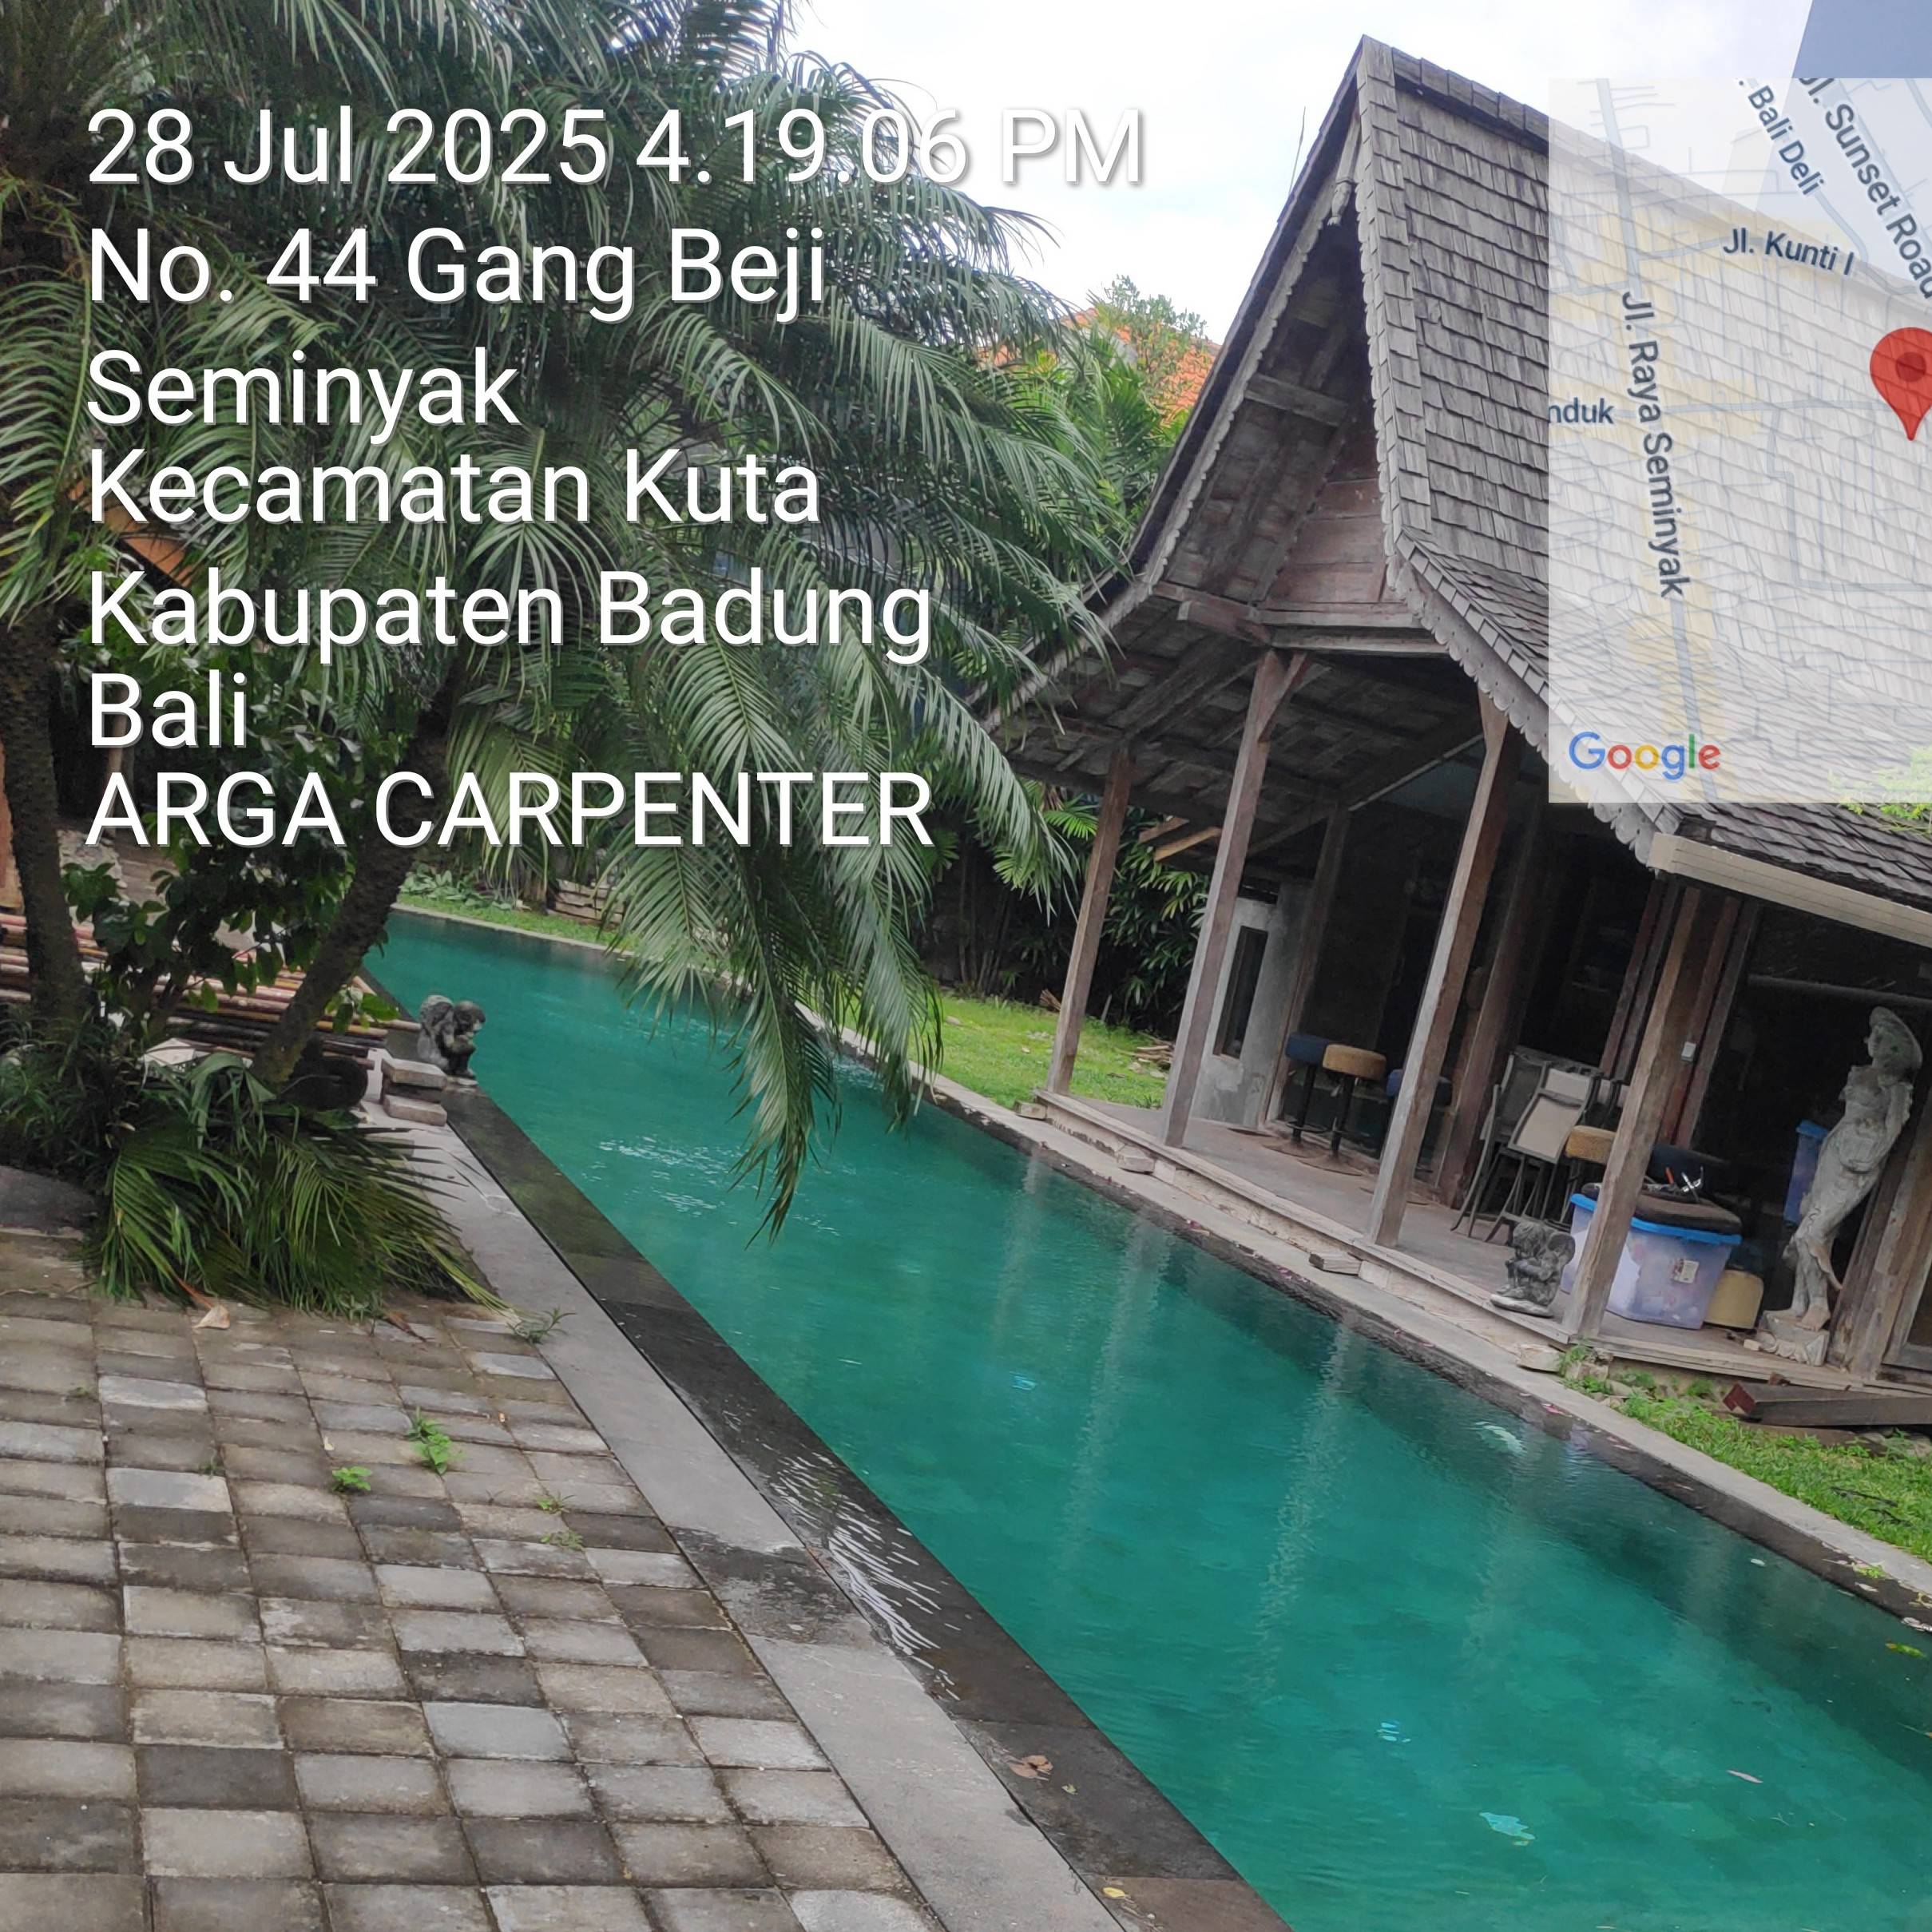 28 Jul 2025 4.19.06 PM
No. 44 Gang Beji
Seminyak
Kecamatan Kuta
Kabupaten Badung
Bali
ARGA CARPENTER
Bali Deli
Jl. Sunset Road
Jl. Kunti I
Jl. Raya Seminyak
nduk
Google